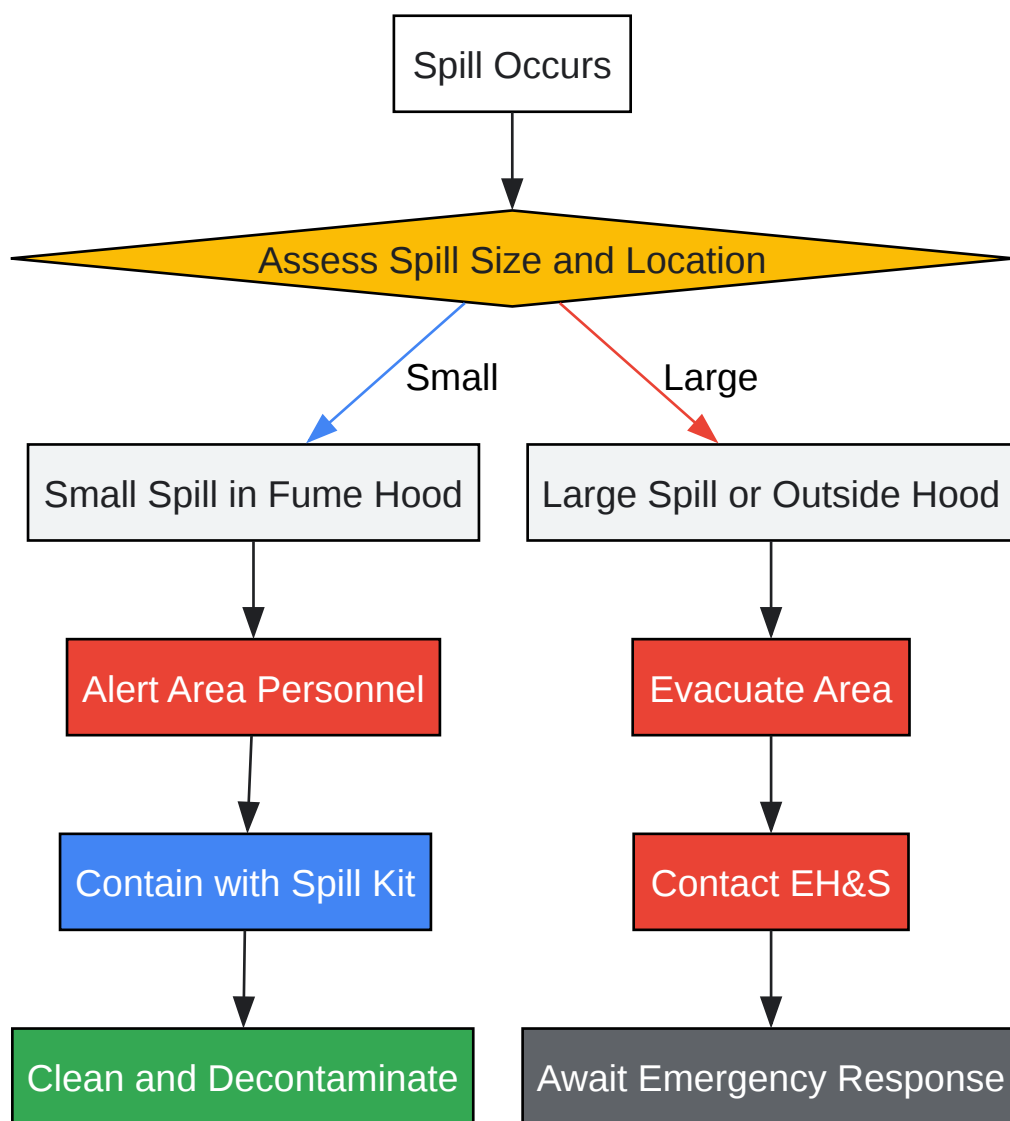 Spill Occurs
Assess Spill Size and Location
Small
Large
Small Spill in Fume Hood
Large Spill or Outside Hood
Alert Area Personnel
Evacuate Area
Contain with Spill Kit
Contact EH&S
Clean and Decontaminate
Await Emergency Response